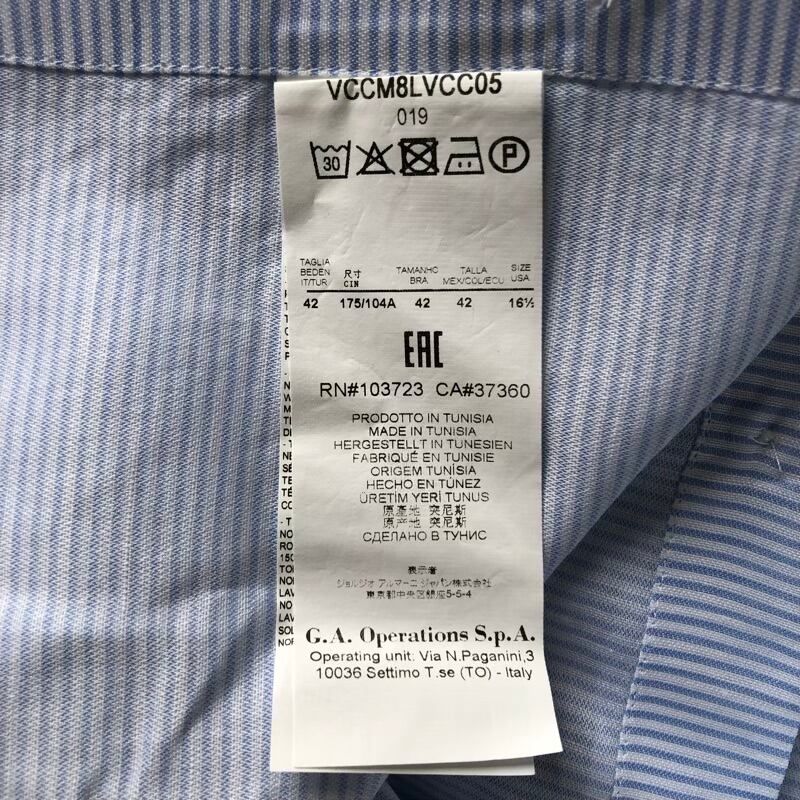 VCCM8LVCC05
019
30 P
TAGLIA BEDEN IT/TUR 尺寸 CIN TAMANHO BRA TALLA MEX/COL/ECU SIZE USA
42 175/104A 42 42 16½
EAC
RN#103723 CA#37360
PRODOTTO IN TUNISIA
MADE IN TUNISIA
HERGESTELLT IN TUNESIEN
FABRIQUÉ EN TUNISIE
ORIGEM TUNÍSIA
HECHO EN TÚNEZ
ÜRETİM YERİ TUNUS
原產地 突尼斯
原产地 突尼斯
СДЕЛАНО В ТУНИС
表示者
ジョルジオ アルマーニ ジャパン株式会社
東京都中央区銀座5-5-4
G.A. Operations S.p.A.
Operating unit: Via N.Paganini,3
10036 Settimo T.se (TO) - Italy